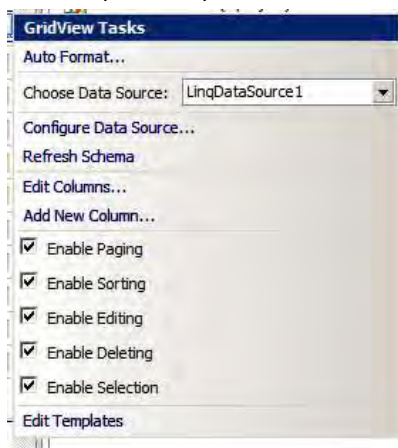 GridView Tasks
Auto Format...
Choose Data Source: LinqDataSource1
Configure Data Source...
Refresh Schema
Edit Columns...
Add New Column...
Enable Paging
Enable Sorting
Enable Editing
Enable Deleting
Enable Selection
Edit Templates